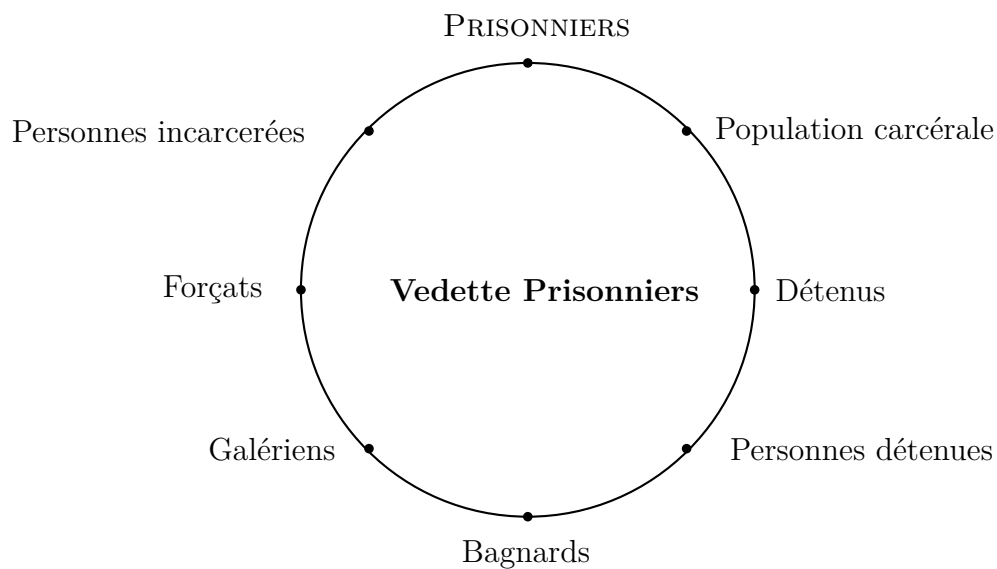 PRISONNIERS
Personnes incarcerées
Population carcérale
Forçats
Vedette Prisonniers
Détenus
Galériens
Personnes détenues
Bagnards